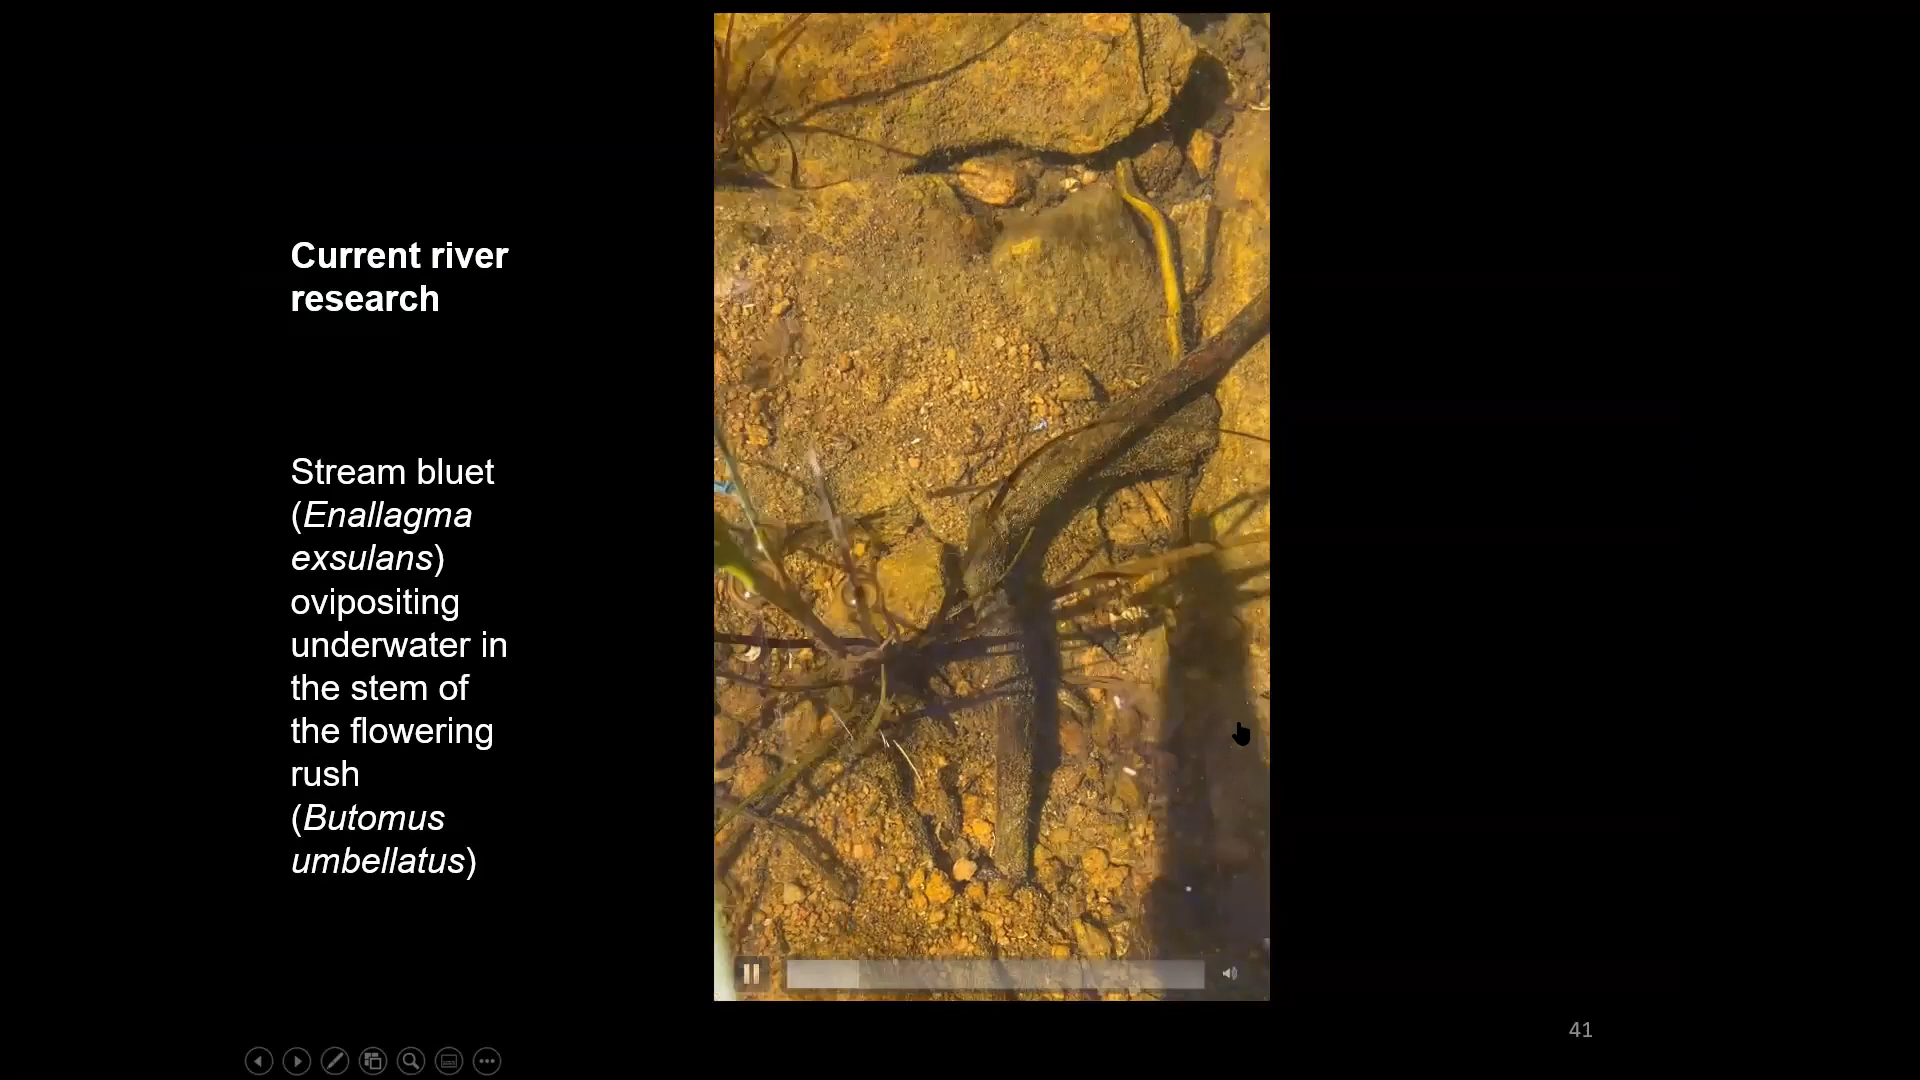 Current river
research
Stream bluet
(Enallagma
exsulans)
ovipositing
underwater in
the stem of
the flowering
rush
(Butomus
umbellatus)
41